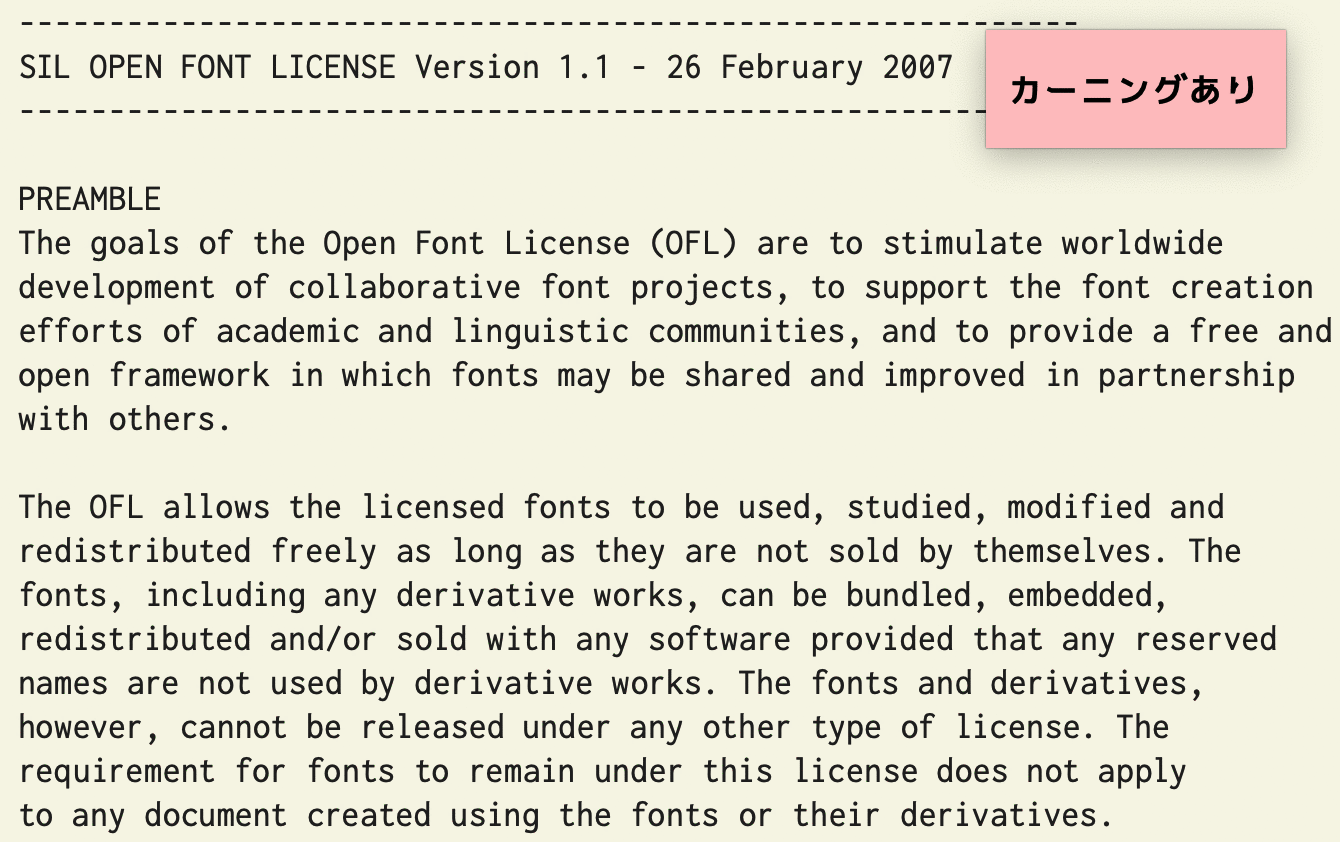 -----------------------------------------------------------
SIL OPEN FONT LICENSE Version 1.1 - 26 February 2007
カーニングあり
------------------------------------------------------
PREAMBLE
The goals of the Open Font License (OFL) are to stimulate worldwide
development of collaborative font projects, to support the font creation
efforts of academic and linguistic communities, and to provide a free and
open framework in which fonts may be shared and improved in partnership
with others.
The OFL allows the licensed fonts to be used, studied, modified and
redistributed freely as long as they are not sold by themselves. The
fonts, including any derivative works, can be bundled, embedded,
redistributed and/or sold with any software provided that any reserved
names are not used by derivative works. The fonts and derivatives,
however, cannot be released under any other type of license. The
requirement for fonts to remain under this license does not apply
to any document created using the fonts or their derivatives.